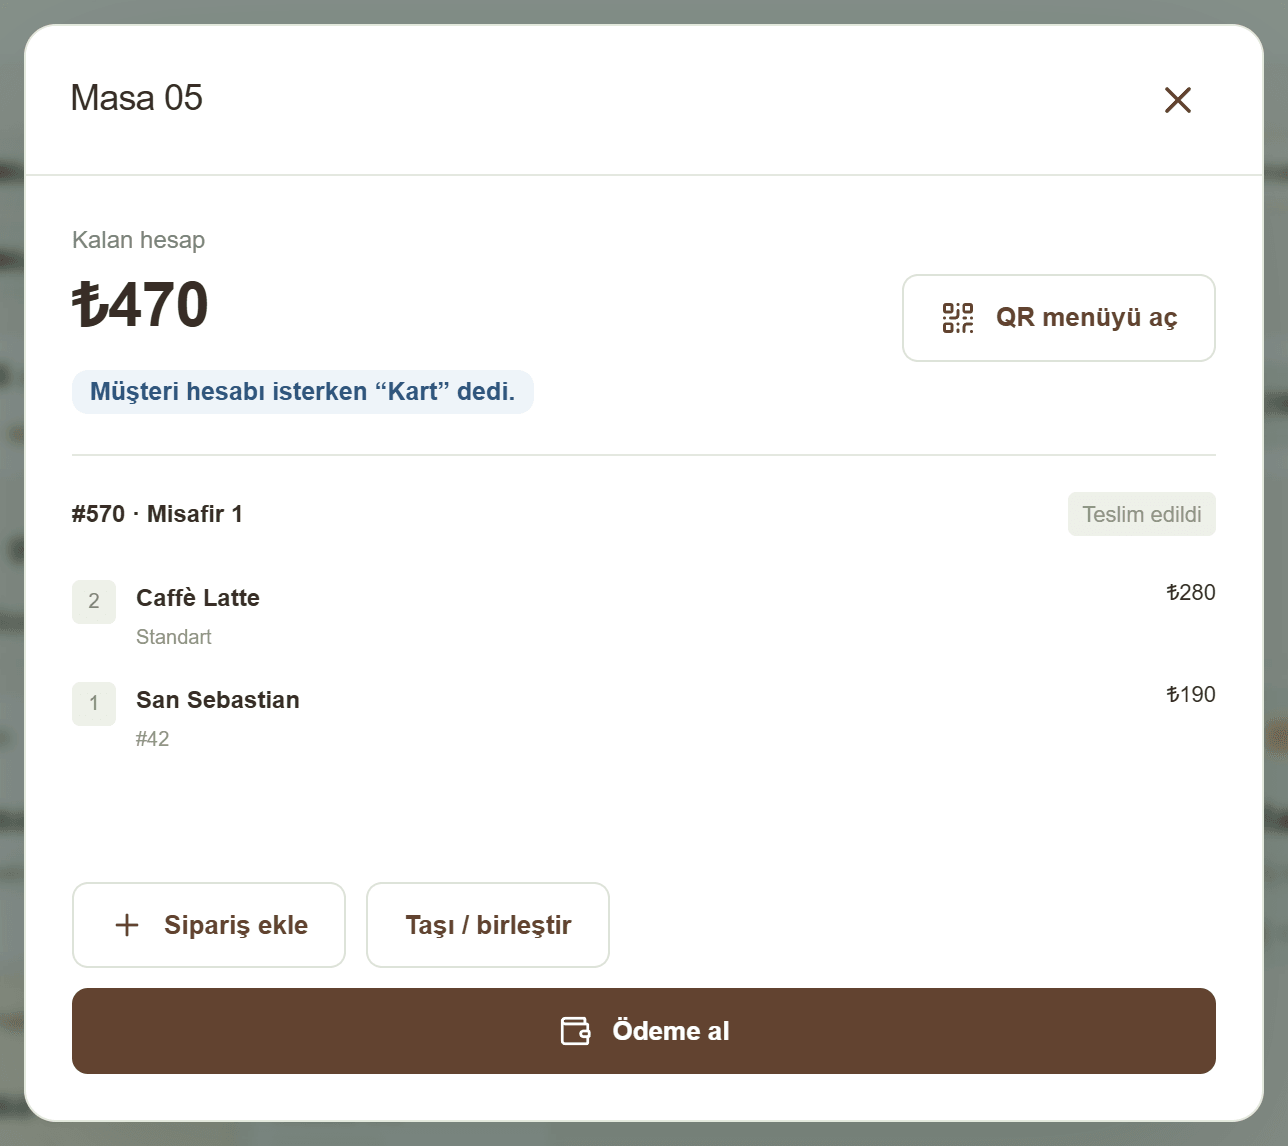 Masa 05
Kalan hesap
₺470
QR menüyü aç
Müşteri hesabı isterken “Kart” dedi.
#570 · Misafir 1
Teslim edildi
2
Caffè Latte
₺280
Standart
1
San Sebastian
₺190
#42
Sipariş ekle
Taşı / birleştir
Ödeme al